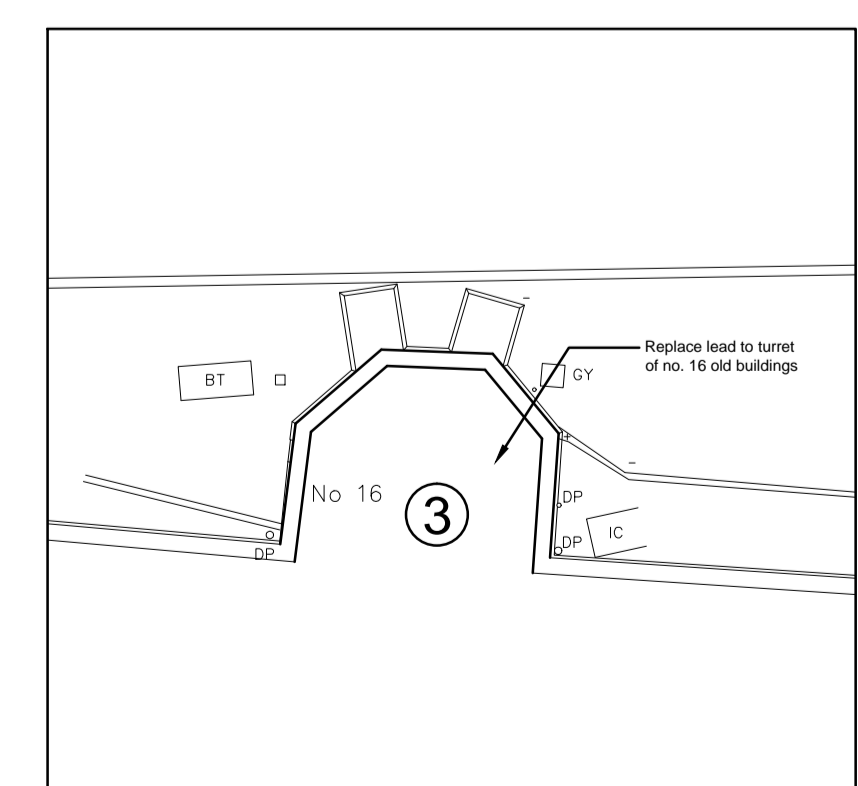 Replace lead to turret
of no. 16 old buildings
BT
GY
No 16
3
DP
DP
IC
DP